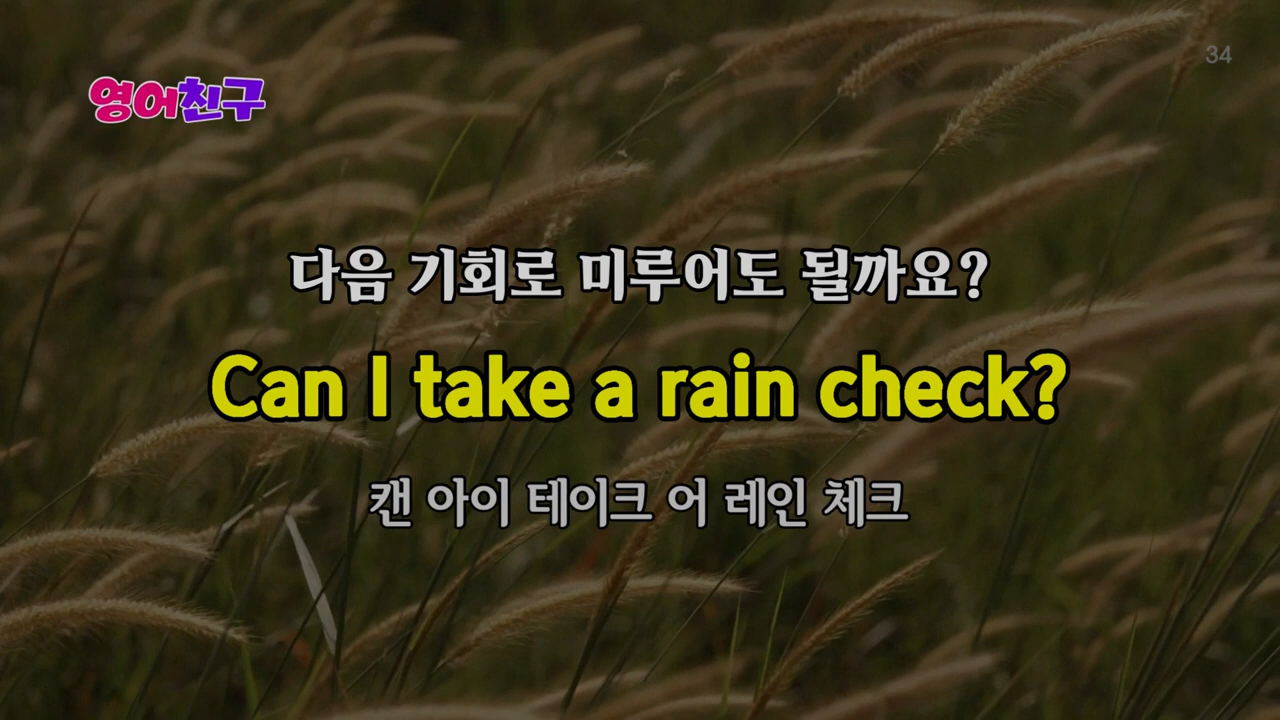 영어친구
34
다음 기회로 미루어도 될까요?
Can I take a rain check?
캔 아이 테이크 어 레인 체크